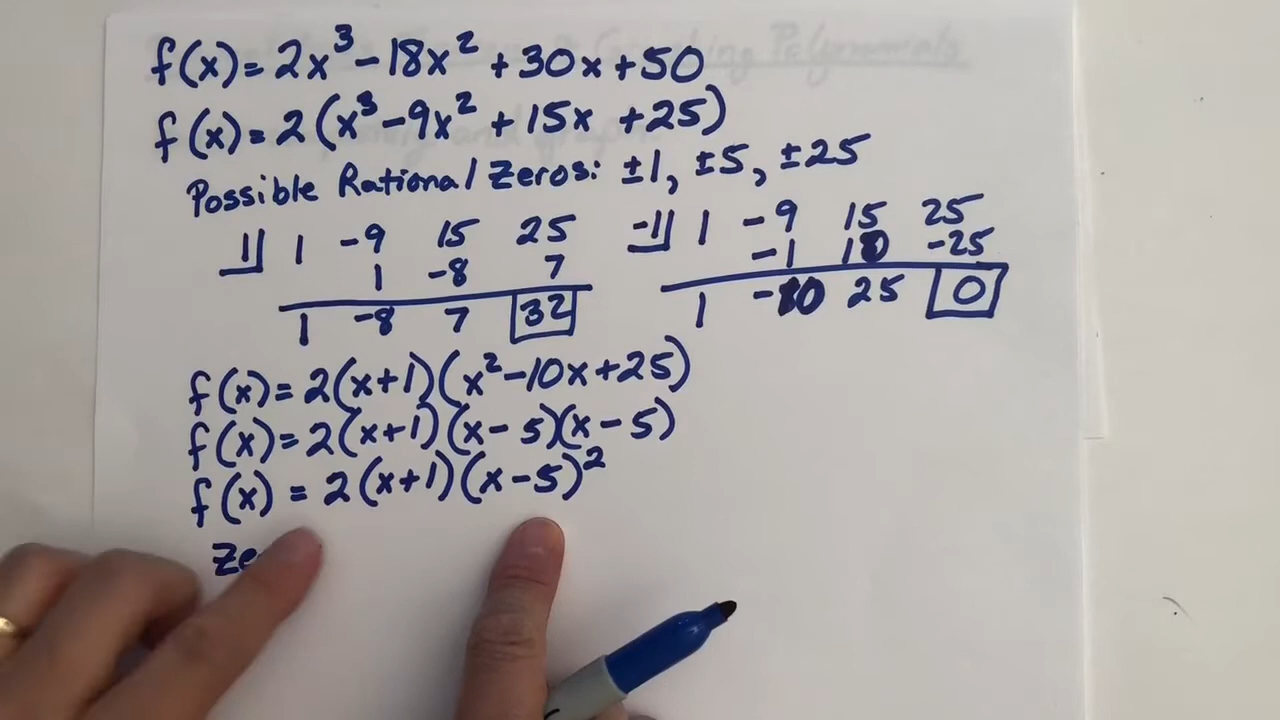 f(x)=2x³-18x²+30x+50
f(x)=2(x³-9x²+15x+25)
Possible Rational Zeros: ±1, ±5, ±25
1| 1 -9 15 25 -1| 1 -9 15 25
1 -8 7 -1 10 -25
1 -8 7 32 1 -10 25 0
f(x)=2(x+1)(x²-10x+25)
f(x)=2(x+1)(x-5)(x-5)
f(x)=2(x+1)(x-5)²